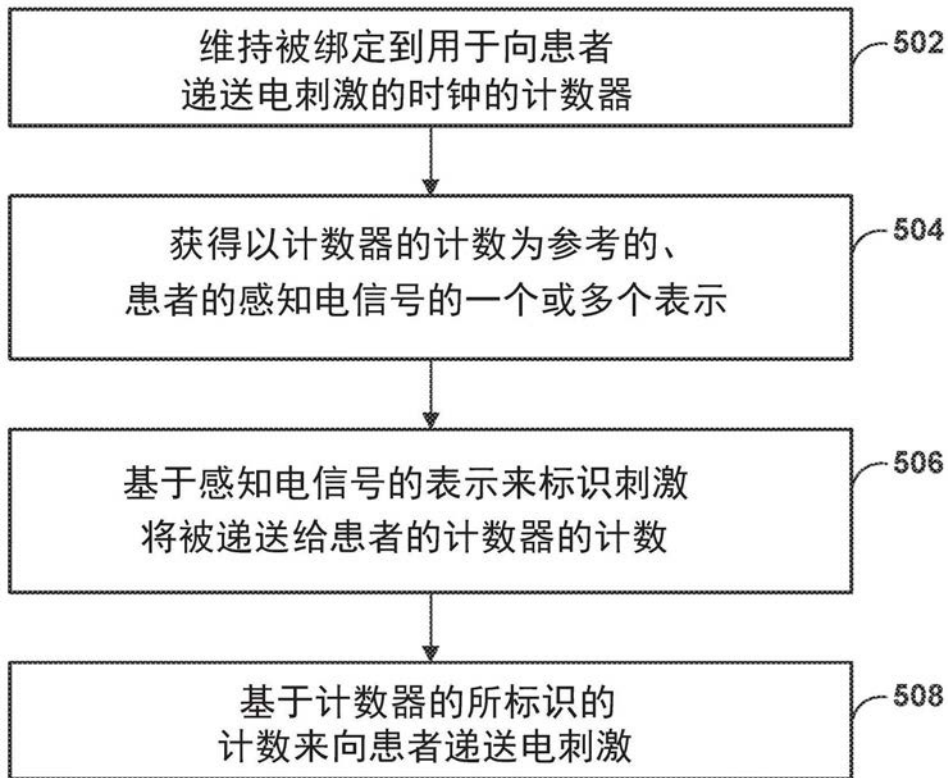 维持被绑定到用于向患者
递送电刺激的时钟的计数器
502
获得以计数器的计数为参考的、
患者的感知电信号的一个或多个表示
504
基于感知电信号的表示来标识刺激
将被递送给患者的计数器的计数
506
基于计数器的所标识的
计数来向患者递送电刺激
508